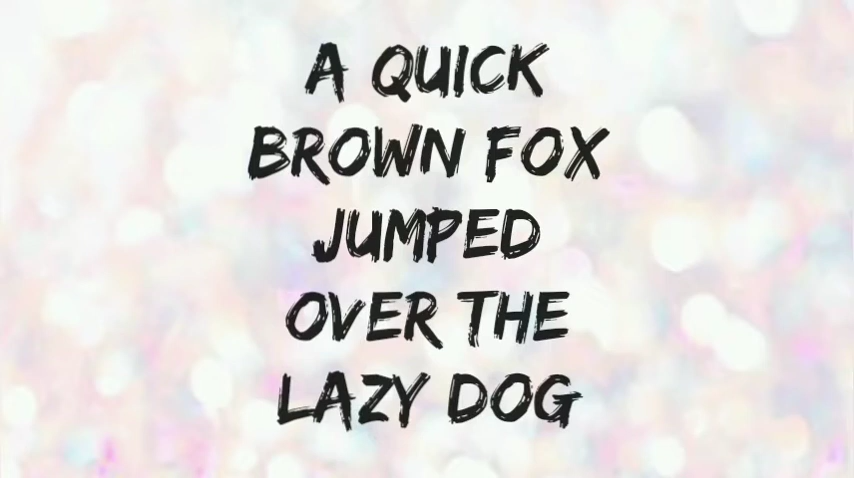 A QUICK
BROWN FOX
JUMPED
OVER THE
LAZY DOG